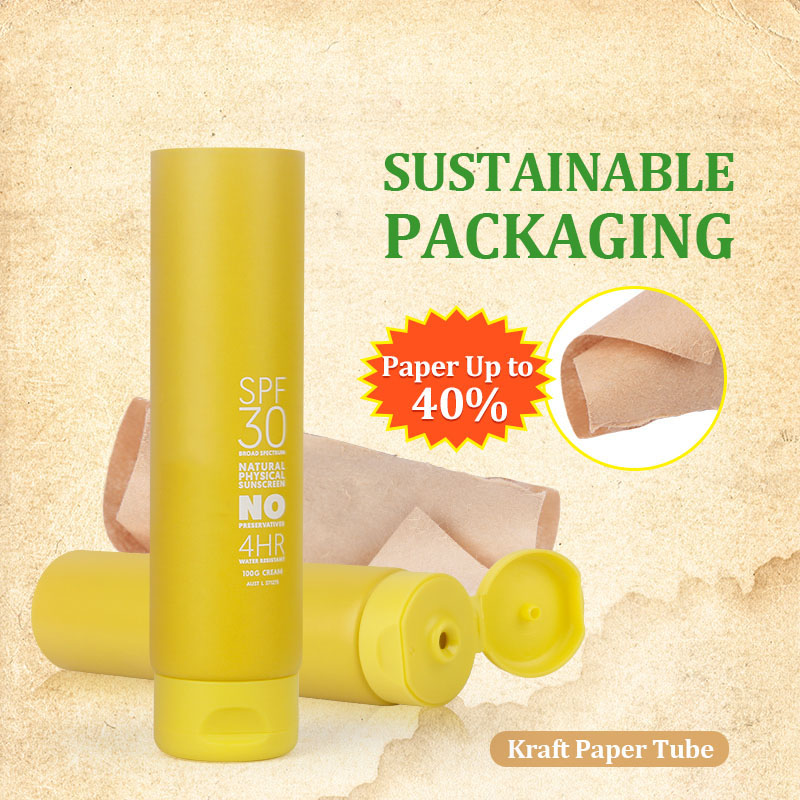 SUSTAINABLE
PACKAGING
Paper Up to
40%
SPF
30
BROAD SPECTRUM
NATURAL
PHYSICAL
SUNSCREEN
NO
PRESERVATIVES
4HR
WATER RESISTANT
100G CREAM
Kraft Paper Tube